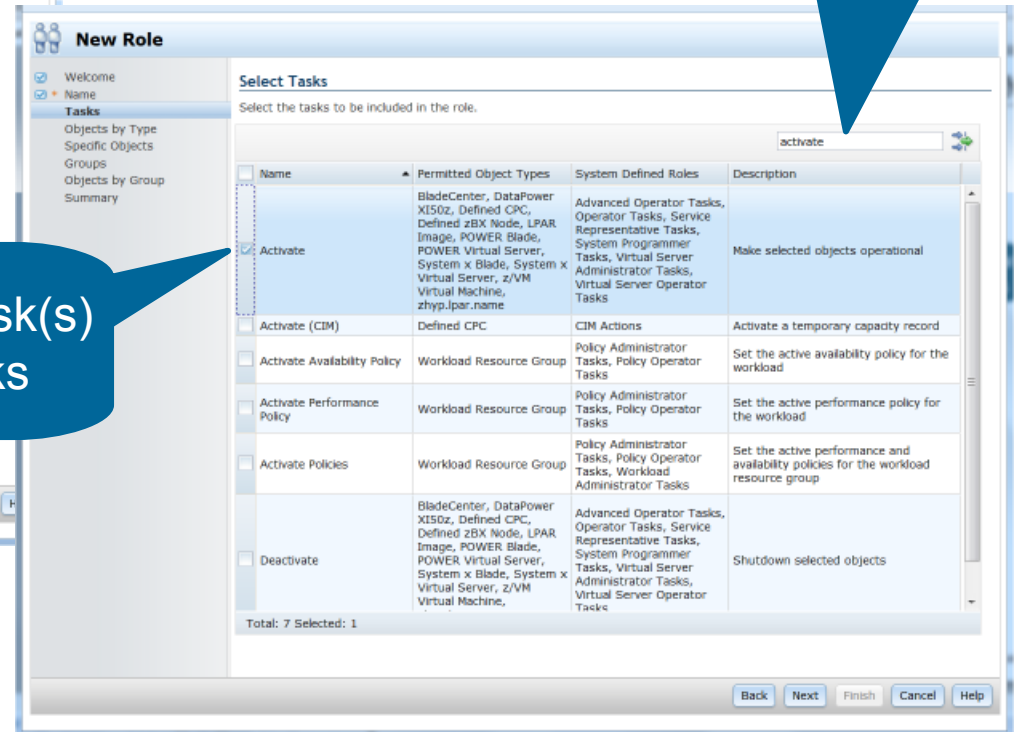 New Role
Welcome
* Name
Tasks
Objects by Type
Specific Objects
Groups
Objects by Group
Summary
Select Tasks
Select the tasks to be included in the role.
activate
Name
Permitted Object Types
System Defined Roles
Description
Activate
BladeCenter, DataPower
XI50z, Defined CPC,
Defined zBX Node, LPAR
Image, POWER Blade,
POWER Virtual Server,
System x Blade, System x
Virtual Server, z/VM
Virtual Machine,
zhyp.lpar.name
Advanced Operator Tasks,
Operator Tasks, Service
Representative Tasks,
System Programmer
Tasks, Virtual Server
Administrator Tasks,
Virtual Server Operator
Tasks
Make selected objects operational
sk(s)
ks
Activate (CIM)
Defined CPC
CIM Actions
Activate a temporary capacity record
Activate Availability Policy
Workload Resource Group
Policy Administrator
Tasks, Policy Operator
Tasks
Set the active availability policy for the
workload
Activate Performance
Policy
Workload Resource Group
Policy Administrator
Tasks, Policy Operator
Tasks
Set the active performance policy for
the workload
Activate Policies
Workload Resource Group
Policy Administrator
Tasks, Policy Operator
Tasks, Workload
Administrator Tasks
Set the active performance and
availability policies for the workload
resource group
H
Deactivate
BladeCenter, DataPower
XI50z, Defined CPC,
Defined zBX Node, LPAR
Image, POWER Blade,
POWER Virtual Server,
System x Blade, System x
Virtual Server, z/VM
Virtual Machine,
Advanced Operator Tasks,
Operator Tasks, Service
Representative Tasks,
System Programmer
Tasks, Virtual Server
Administrator Tasks,
Virtual Server Operator
Tasks
Shutdown selected objects
Total: 7 Selected: 1
Back
Next
Finish
Cancel
Help